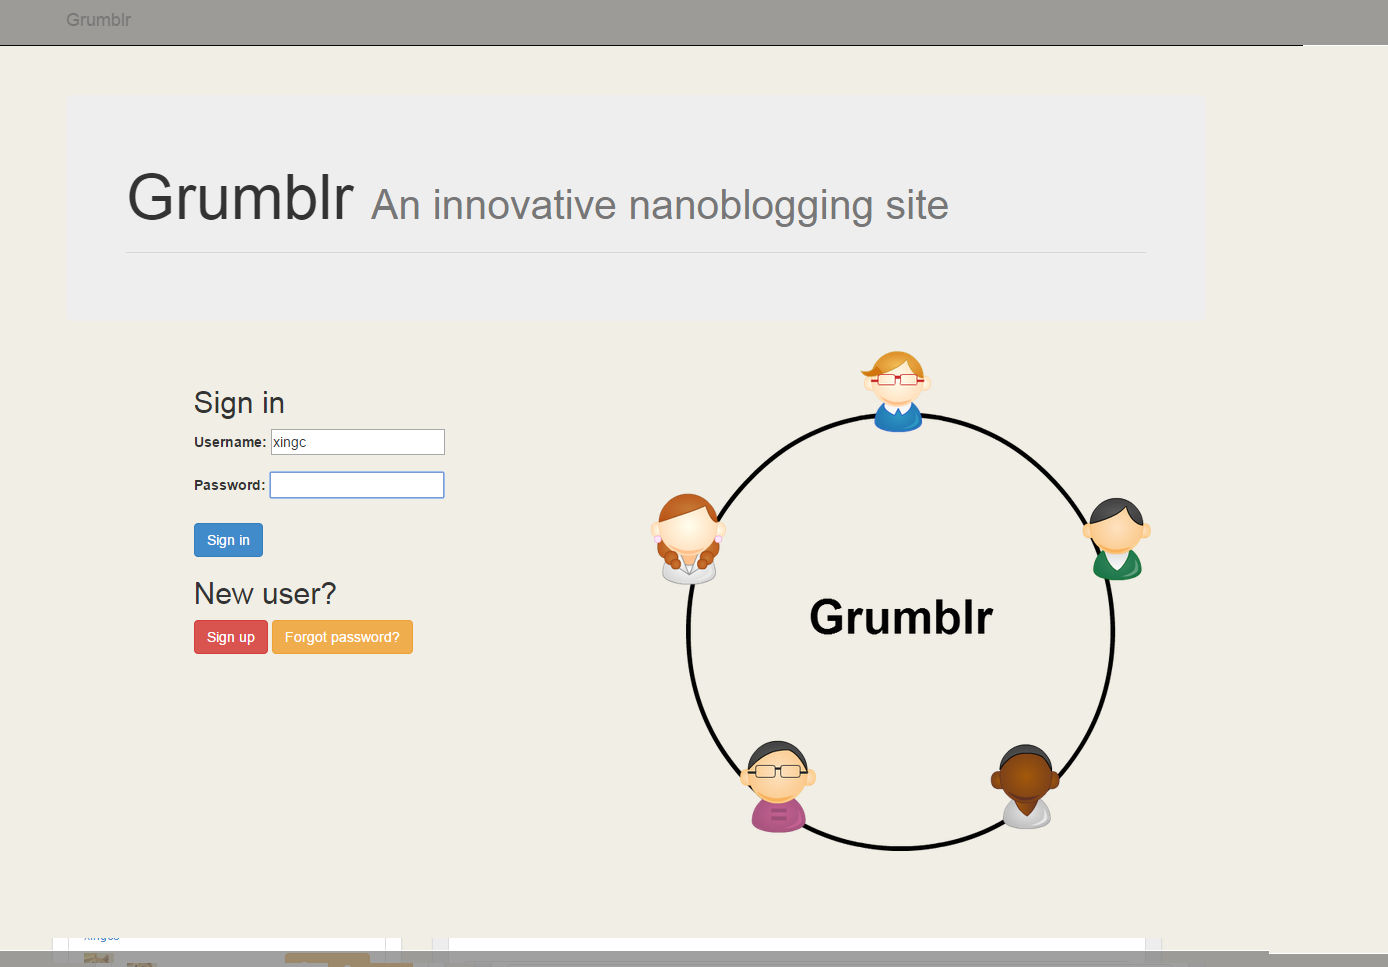 Grumblr
Grumblr An innovative nanoblogging site
Sign in
Username: xingc
Password:
Sign in
New user?
Sign up Forgot password?
Grumblr